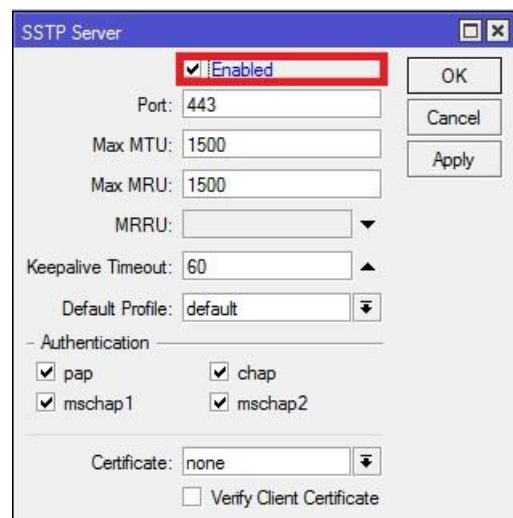 SSTP Server
Enabled
OK
Port: 443
Cancel
Max MTU: 1500
Apply
Max MRU: 1500
MRRU:
Keepalive Timeout: 60
Default Profile: default
Authentication
pap chap
mschap1 mschap2
Certificate: none
Verify Client Certificate